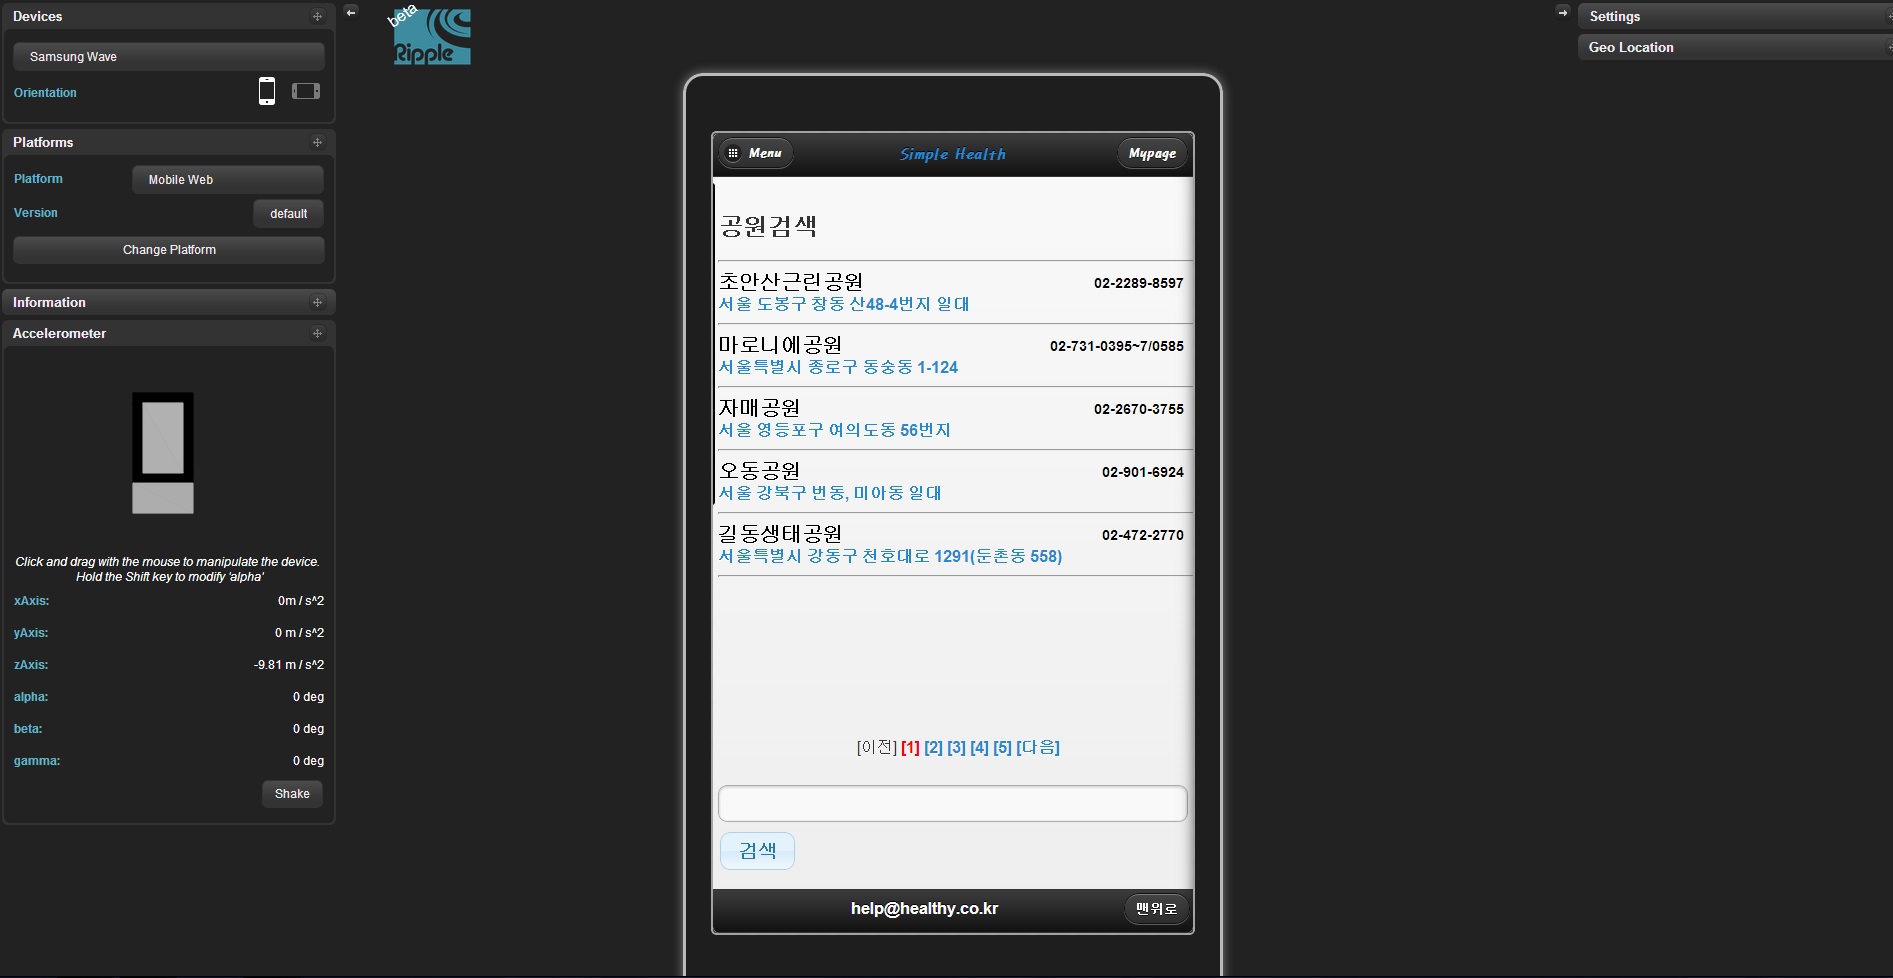 Devices
Samsung Wave
Orientation
Platforms
Platform Mobile Web
Version default
Change Platform
Information
Accelerometer
Click and drag with the mouse to manipulate the device.
Hold the Shift key to modify 'alpha'
xAxis: 0m / s^2
yAxis: 0 m / s^2
zAxis: -9.81 m / s^2
alpha: 0 deg
beta: 0 deg
gamma: 0 deg
Shake
beta
Ripple
Menu Simple Health Mypage
공원검색
초안산근린공원 02-2289-8597
서울 도봉구 창동 산48-4번지 일대
마로니에공원 02-731-0395~7/0585
서울특별시 종로구 동숭동 1-124
자매공원 02-2670-3755
서울 영등포구 여의도동 56번지
오동공원 02-901-6924
서울 강북구 번동, 미아동 일대
길동생태공원 02-472-2770
서울특별시 강동구 천호대로 1291(둔촌동 558)
[이전] [1] [2] [3] [4] [5] [다음]
검색
help@healthy.co.kr 맨위로
Settings
Geo Location